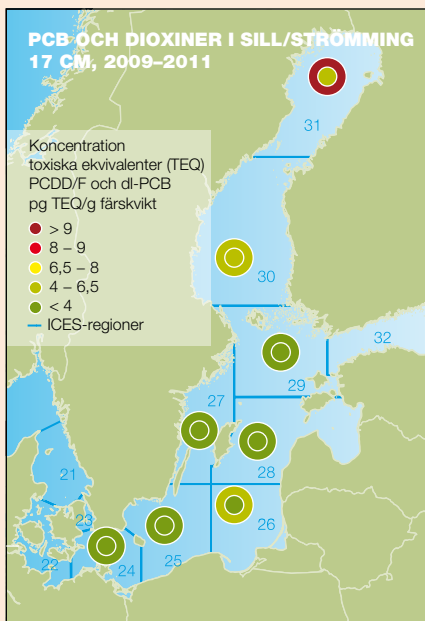 PCB OCH DIOXINER I SILL/STRÖMMING
17 CM, 2009–2011
31
Koncentration
toxiska ekvivalenter (TEQ)
PCDD/F och dl-PCB
pg TEQ/g färskvikt
> 9
8 – 9
6,5 – 8
4 – 6,5
< 4
ICES-regioner
30
32
29
27
28
21
26
23
25
22
24